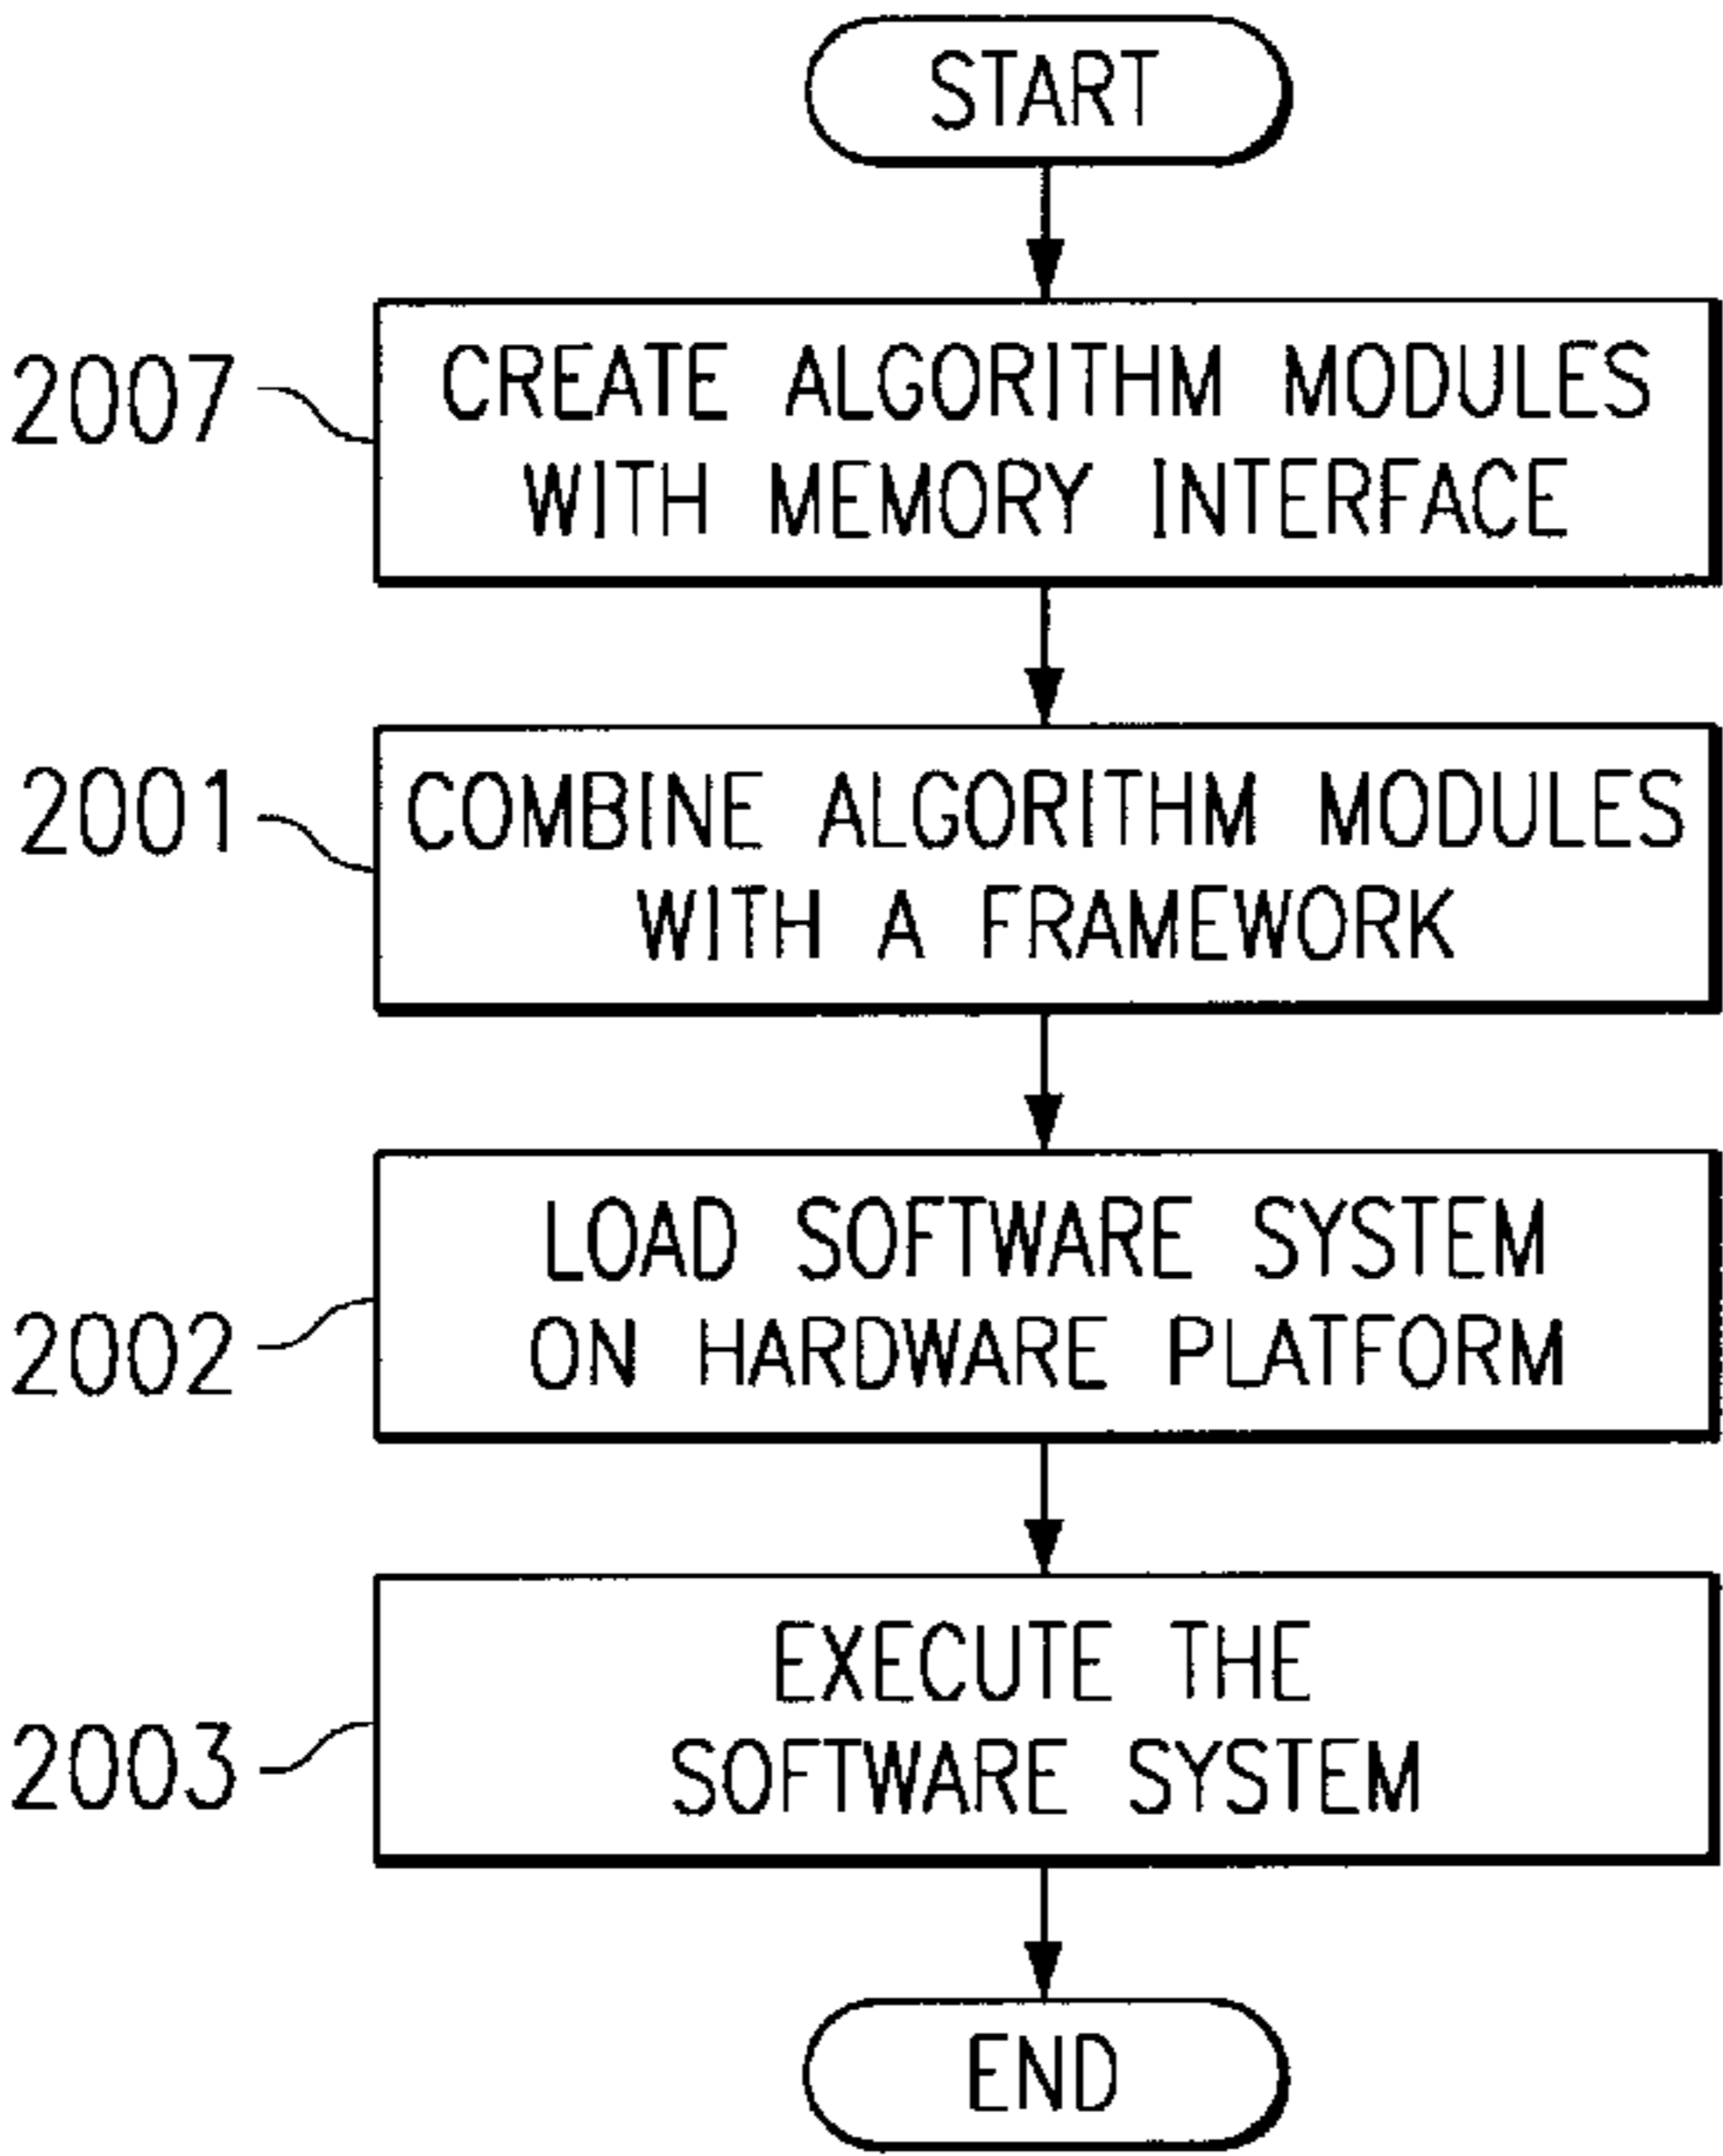 START
2007
CREATE ALGORITHM MODULES
WITH MEMORY INTERFACE
2001
COMBINE ALGORITHM MODULES
WITH A FRAMEWORK
2002
LOAD SOFTWARE SYSTEM
ON HARDWARE PLATFORM
2003
EXECUTE THE
SOFTWARE SYSTEM
END